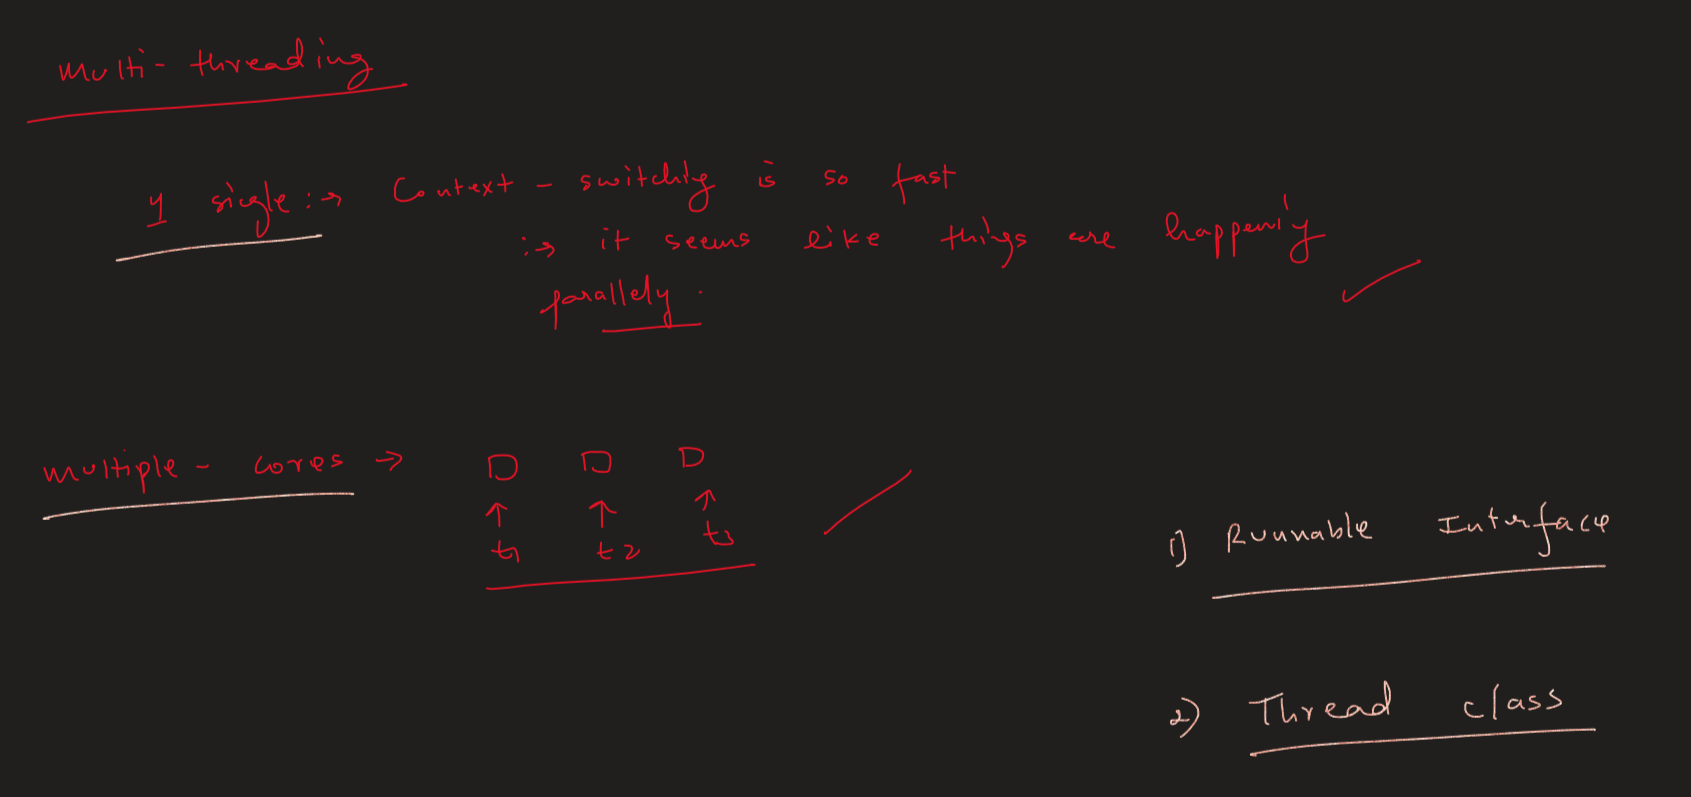 Multi-threading
single :→ Context-switching is so fast
:→ it seems like things are happening
parallely.
multiple-cores →
t1 t2 t3
1) Runnable Interface
2) Thread class